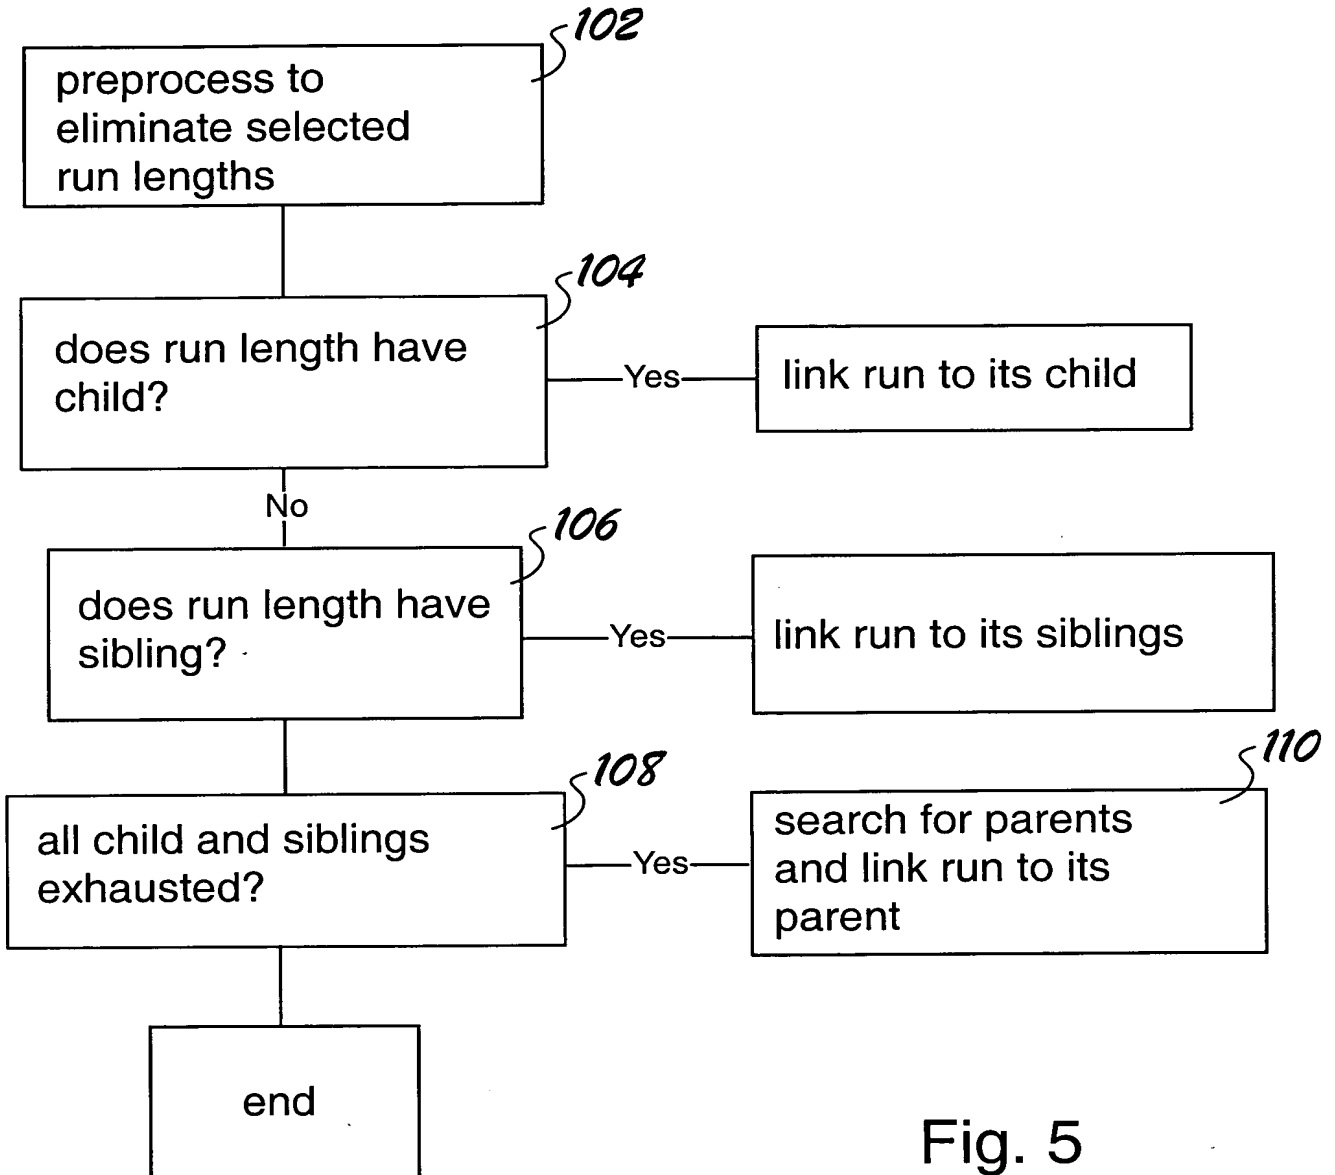 102
preprocess to
eliminate selected
run lengths
104
does run length have
child?
Yes
link run to its child
No
106
does run length have
sibling?
Yes
link run to its siblings
108
all child and siblings
exhausted?
Yes
110
search for parents
and link run to its
parent
end
Fig. 5